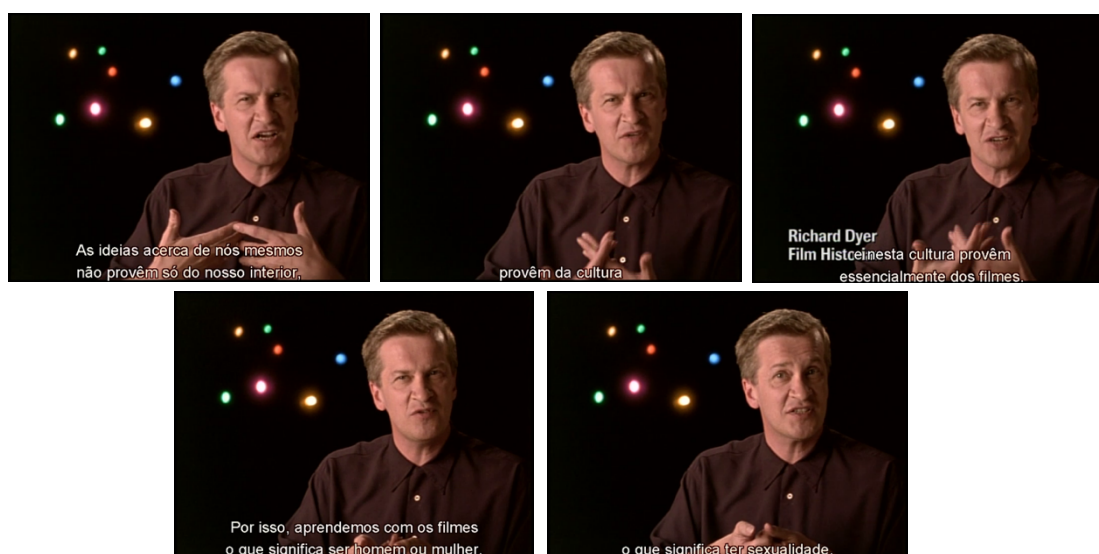 As ideias acerca de nós mesmos
não provêm só do nosso interior,
provêm da cultura
Richard Dyer
Film Histo
e nesta cultura provêm
essencialmente dos filmes.
Por isso, aprendemos com os filmes
o que significa ser homem ou mulher,
o que significa ter sexualidade.